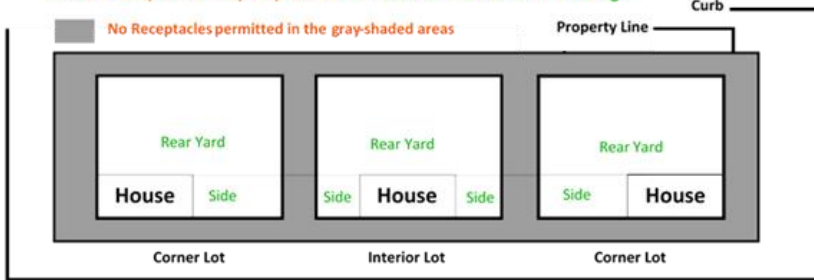 Curb
No Receptacles permitted in the gray-shaded areas
Property Line
Rear Yard
Rear Yard
Rear Yard
House Side
Side House Side
Side House
Corner Lot
Interior Lot
Corner Lot